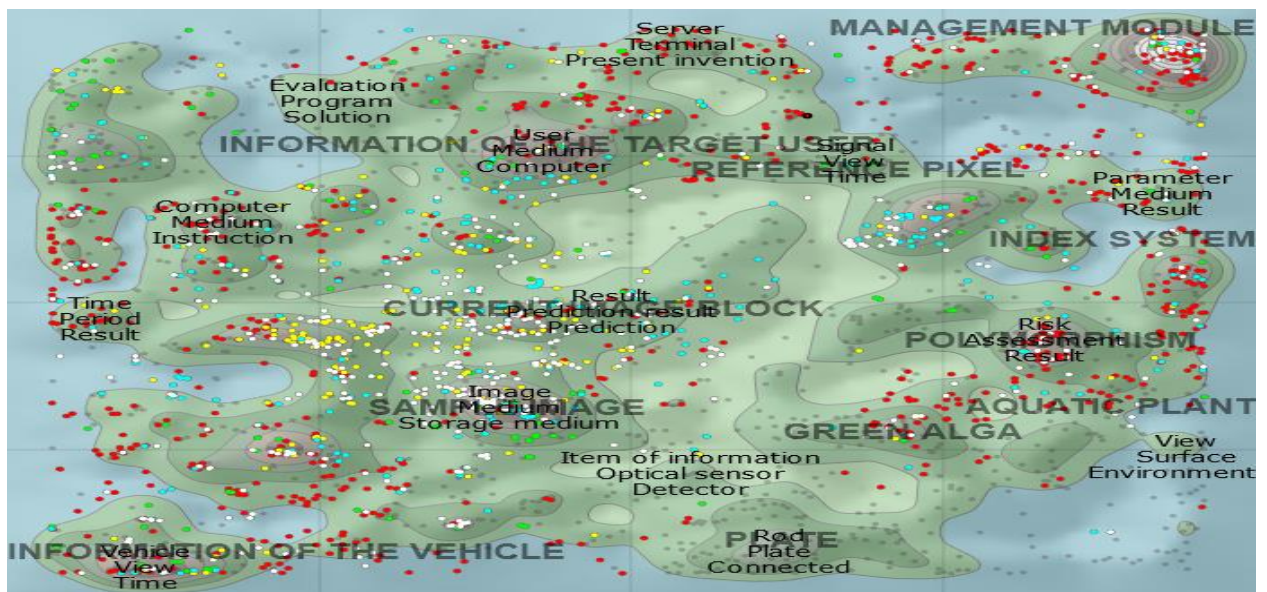 MANAGEMENT MODULE
Server
Terminal
Present invention
Evaluation
Program
Solution
INFORMATION OF THE TARGET USER
User
Medium
Computer
Signal
View
Time
REFERENCE PIXEL
Parameter
Medium
Result
Computer
Medium
Instruction
INDEX SYSTEM
Time
Period
Result
CURRENT IMAGE BLOCK
Result
Prediction result
Prediction
POLYMORPHISM
Risk
Assessment
Result
Image
Medium
Storage medium
AQUATIC PLANT
GREEN ALGA
View
Surface
Environment
Item of information
Optical sensor
Detector
INFORMATION OF THE VEHICLE
Vehicle
View
Time
PLATE
Rod
Plate
Connected